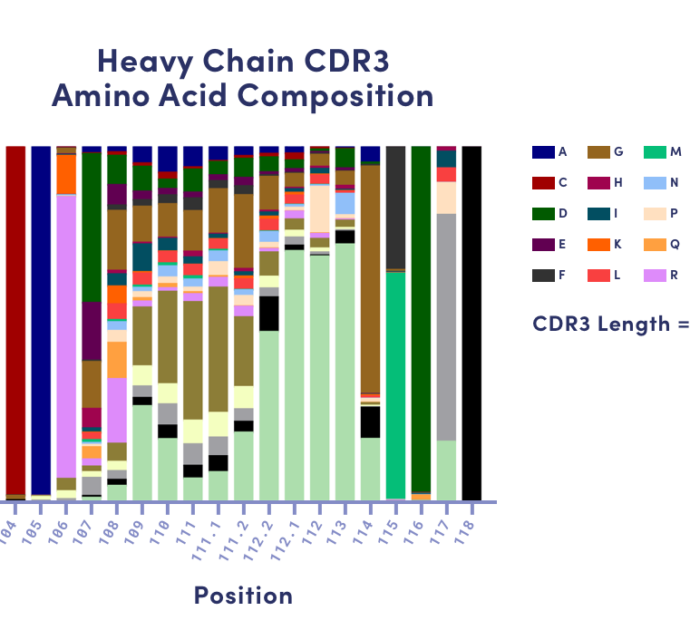 Heavy Chain CDR3
Amino Acid Composition
A G M
C H N
D I P
E K Q
F L R
CDR3 Length =
104 105 106 107 108 109 110 111 111.1 111.2 112.2 112.1 112 113 114 115 116 117 118
Position